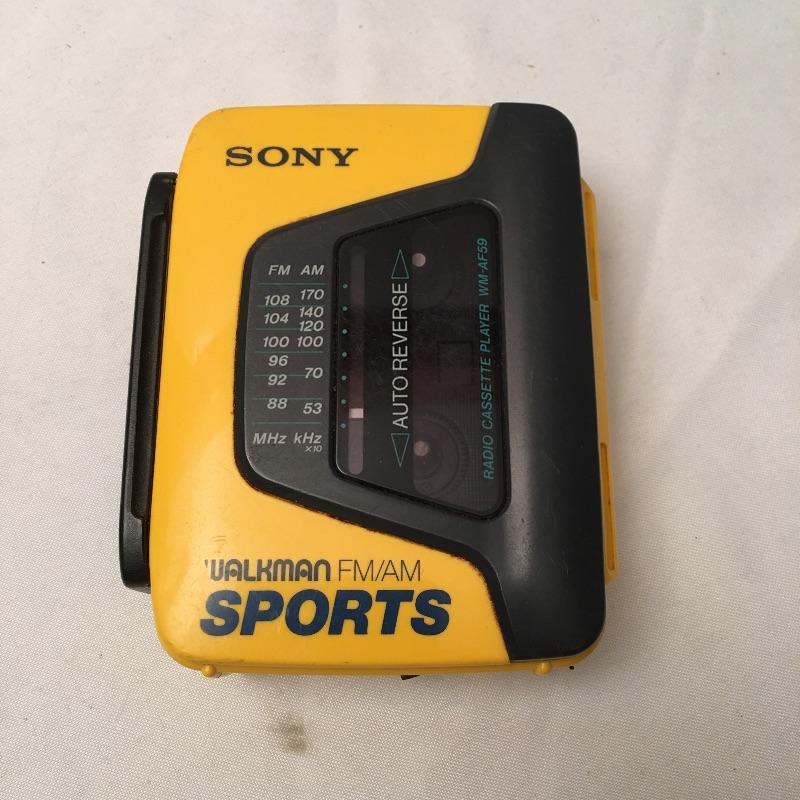 SONY
FM AM
108 170
104 140
120
100 100
96
92 70
88 53
MHz kHz
X10
◁ AUTO REVERSE ▷
RADIO CASSETTE PLAYER WM-AF59
WALKMAN FM/AM
SPORTS